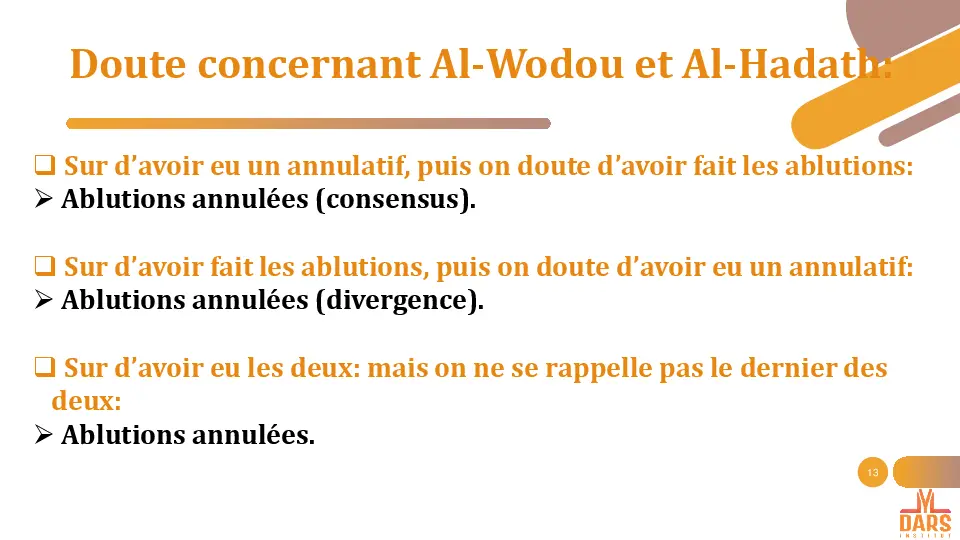 Doute concernant Al-Wodou et Al-Hadath:
❑ Sur d’avoir eu un annulatif, puis on doute d’avoir fait les ablutions:
➢ Ablutions annulées (consensus).
❑ Sur d’avoir fait les ablutions, puis on doute d’avoir eu un annulatif:
➢ Ablutions annulées (divergence).
❑ Sur d’avoir eu les deux: mais on ne se rappelle pas le dernier des
deux:
➢ Ablutions annulées.
13
DARS
INSTITUT